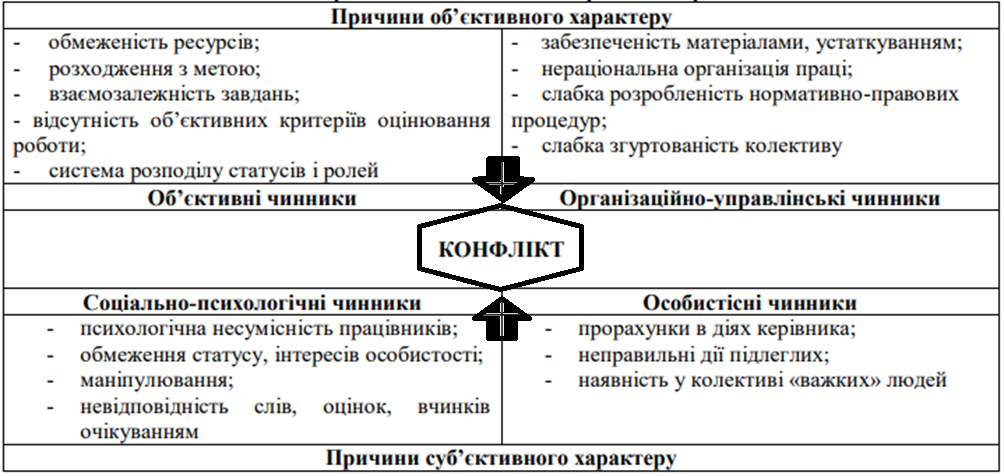 Причини об’єктивного характеру
- обмеженість ресурсів;
- розходження з метою;
- взаємозалежність завдань;
- відсутність об’єктивних критеріїв оцінювання
роботи;
- система розподілу статусів і ролей
- забезпеченість матеріалами, устаткуванням;
- нераціональна організація праці;
- слабка розробленість нормативно-правових
процедур;
- слабка згуртованість колективу
Об’єктивні чинники
Організаційно-управлінські чинники
КОНФЛІКТ
Соціально-психологічні чинники
- психологічна несумісність працівників;
- обмеження статусу, інтересів особистості;
- маніпулювання;
- невідповідність слів, оцінок, вчинків
очікуванням
Особистісні чинники
- прорахунки в діях керівника;
- неправильні дії підлеглих;
- наявність у колективі «важких» людей
Причини суб’єктивного характеру